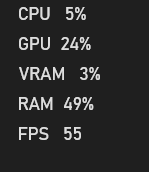 CPU 5%
GPU 24%
VRAM 3%
RAM 49%
FPS 55